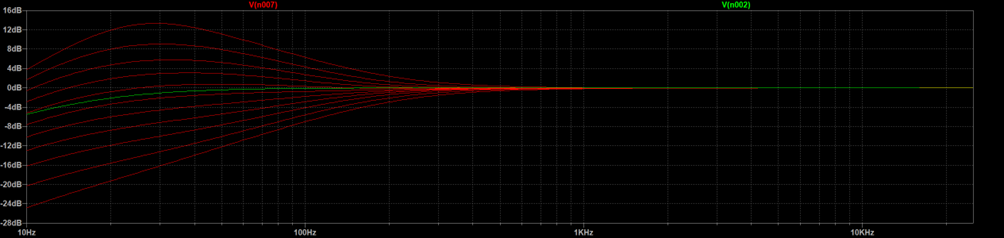 V(n007) V(n002)
16dB
12dB
8dB
4dB
0dB
-4dB
-8dB
-12dB
-16dB
-20dB
-24dB
-28dB
10Hz 100Hz 1KHz 10KHz